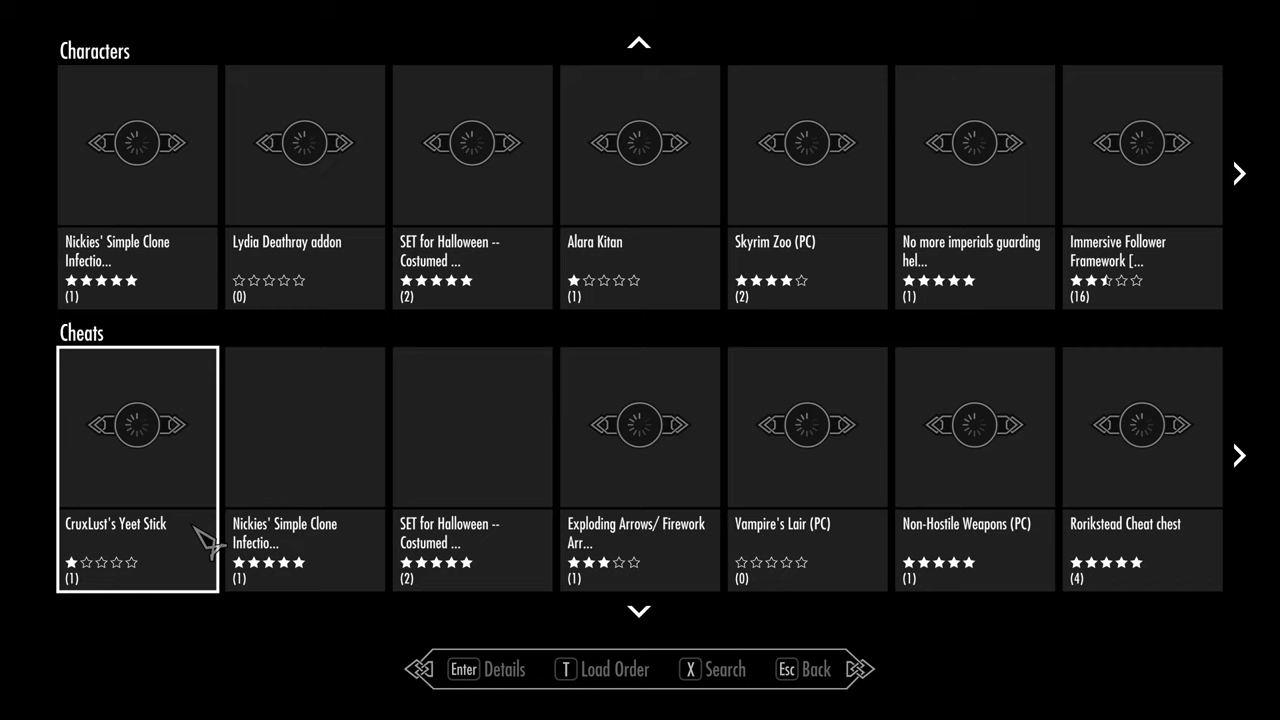 Characters
Nickies' Simple Clone
Infectio...
(1)
Lydia Deathray addon
(0)
SET for Halloween --
Costumed ...
(2)
Alara Kitan
(1)
Skyrim Zoo (PC)
(2)
No more imperials guarding
hel...
(1)
Immersive Follower
Framework [...
(16)
Cheats
CruxLust's Yeet Stick
(1)
Nickies' Simple Clone
Infectio...
(1)
SET for Halloween --
Costumed ...
(2)
Exploding Arrows/ Firework
Arr...
(1)
Vampire's Lair (PC)
(0)
Non-Hostile Weapons (PC)
(1)
Rorikstead Cheat chest
(4)
Enter Details T Load Order X Search Esc Back